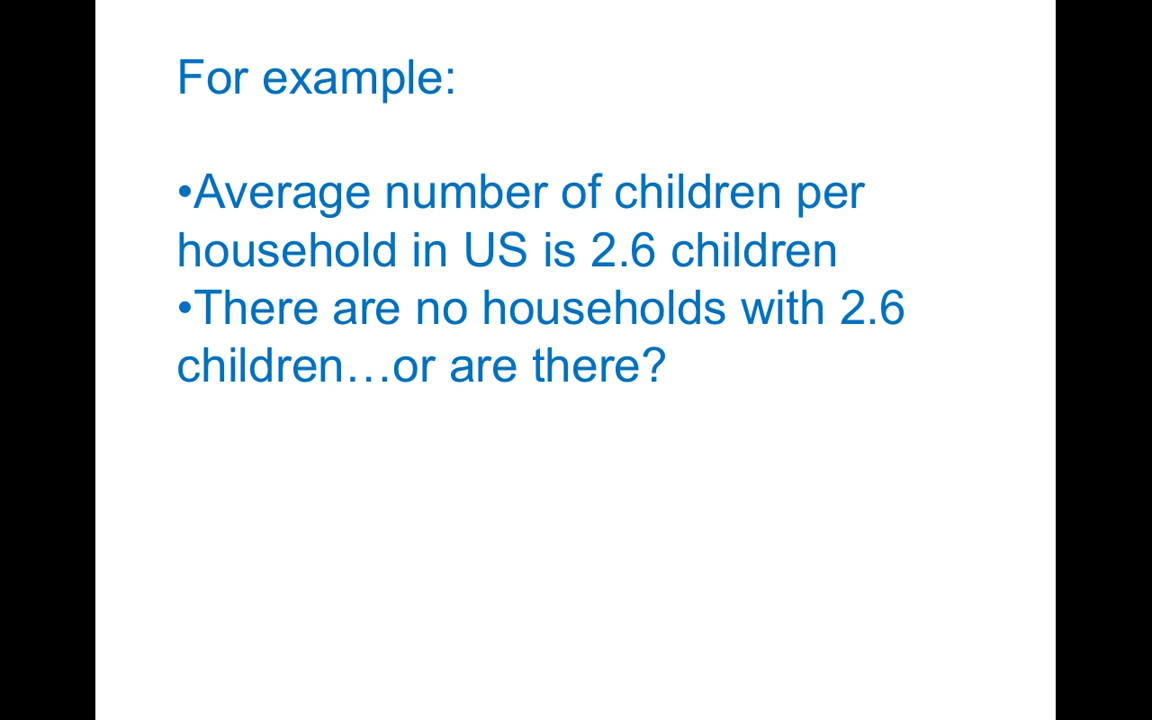 For example:
•Average number of children per
household in US is 2.6 children
•There are no households with 2.6
children…or are there?